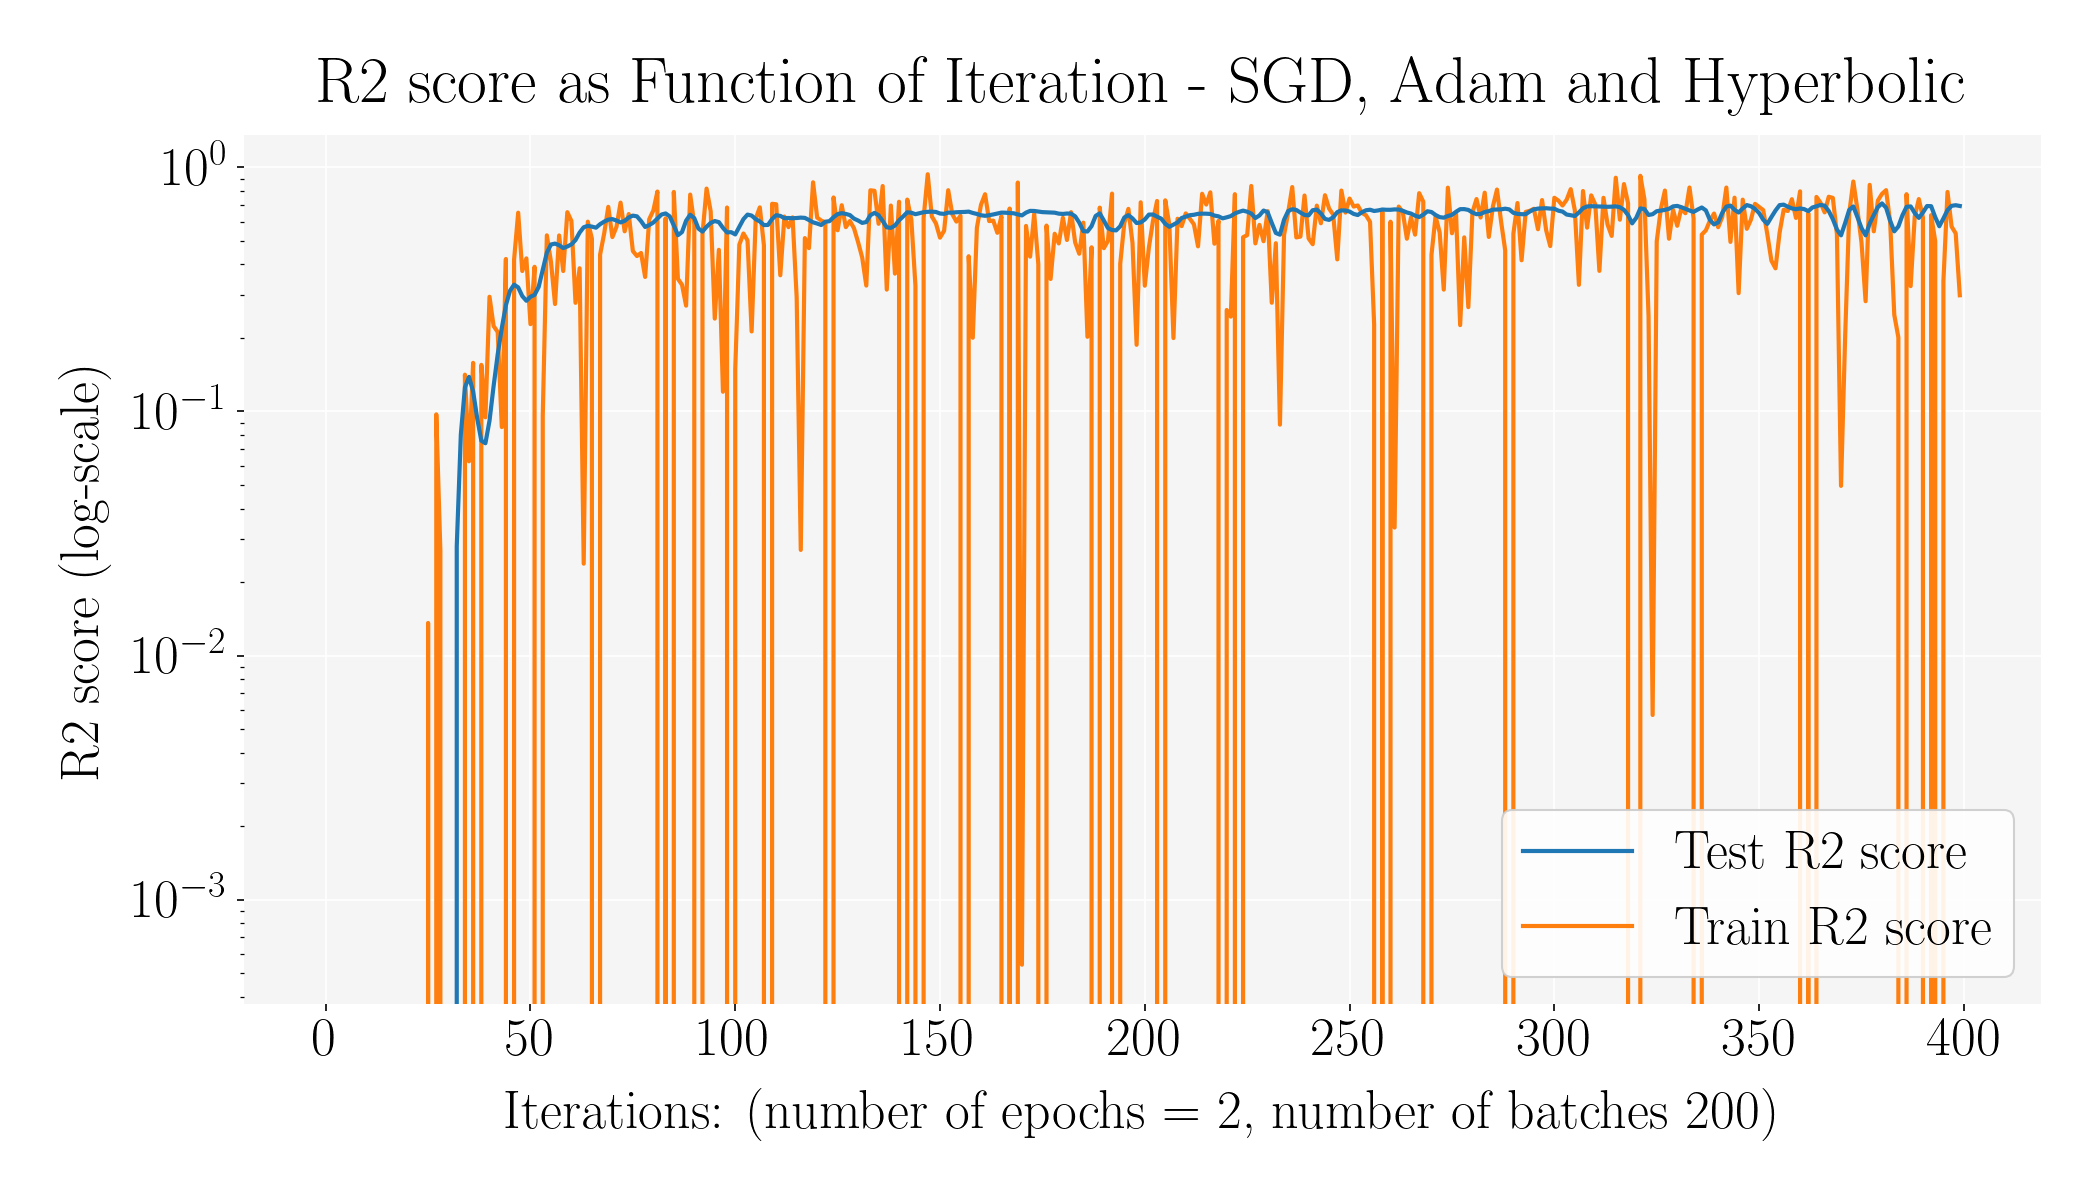 R2 score as Function of Iteration - SGD, Adam and Hyperbolic
R2 score (log-scale)
10⁰
10⁻¹
10⁻²
10⁻³
Test R2 score
Train R2 score
0 50 100 150 200 250 300 350 400
Iterations: (number of epochs = 2, number of batches 200)